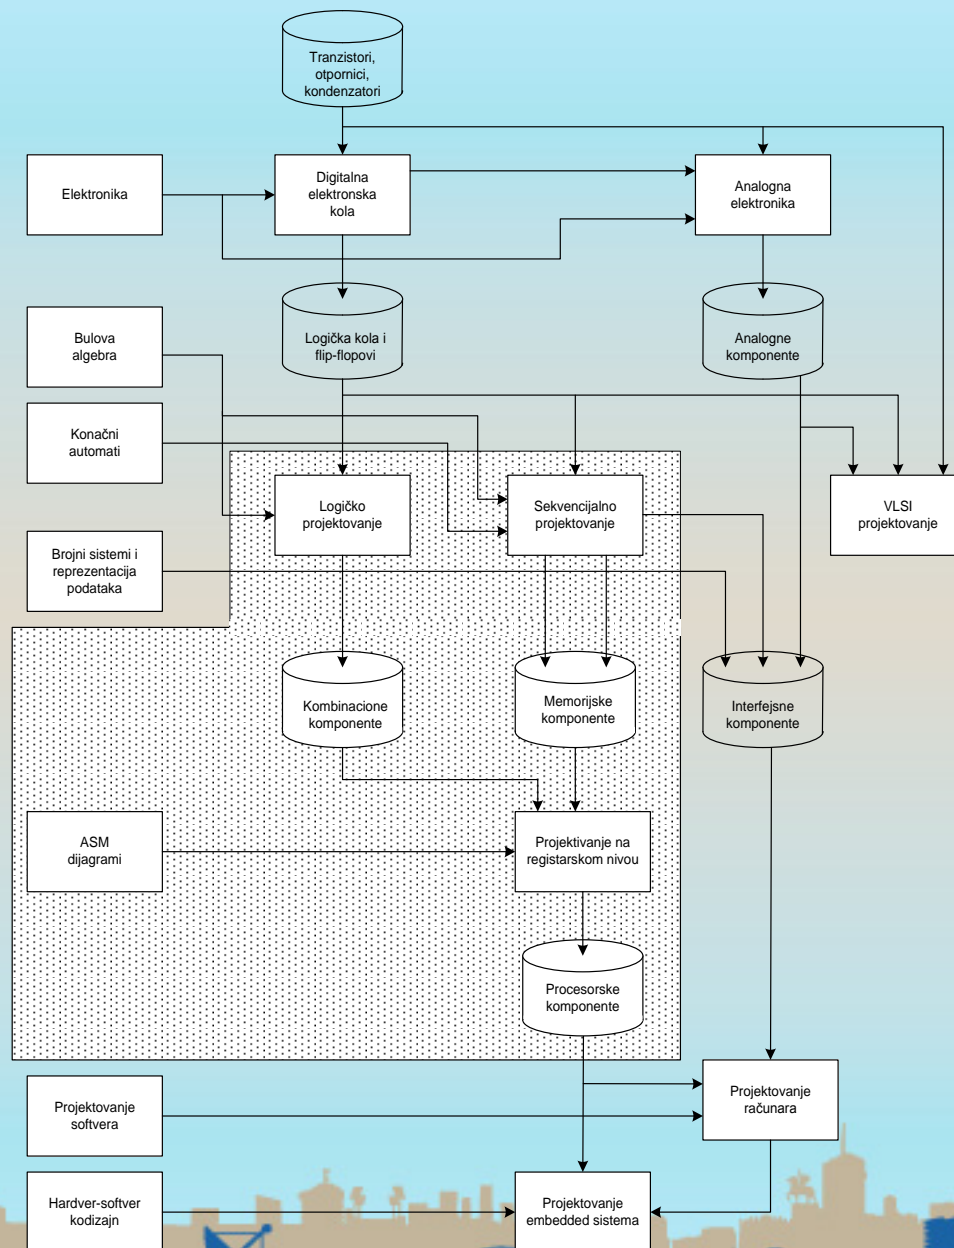 Tranzistori,
otpornici,
kondenzatori
Elektronika
Digitalna
elektronska
kola
Analogna
elektronika
Bulova
algebra
Logička kola i
flip-flopovi
Analogne
komponente
Konačni
automati
Logičko
projektovanje
Sekvencijalno
projektovanje
VLSI
projektovanje
Brojni sistemi i
reprezentacija
podataka
Kombinacione
komponente
Memorijske
komponente
Interfejsne
komponente
ASM
dijagrami
Projektivanje na
registarskom nivou
Procesorske
komponente
Projektovanje
softvera
Projektovanje
računara
Hardver-softver
kodizajn
Projektovanje
embedded sistema